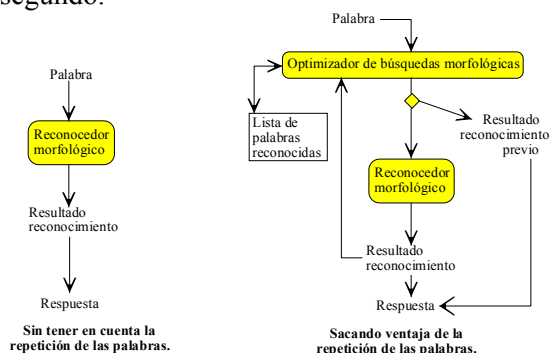 segundo.
Palabra
Reconocedor
morfológico
Resultado
reconocimiento
Respuesta
Sin tener en cuenta la
repetición de las palabras.
Palabra
Optimizador de búsquedas morfológicas
Lista de
palabras
reconocidas
Resultado
reconocimiento
previo
Reconocedor
morfológico
Resultado
reconocimiento
Respuesta
Sacando ventaja de la
repetición de las palabras.